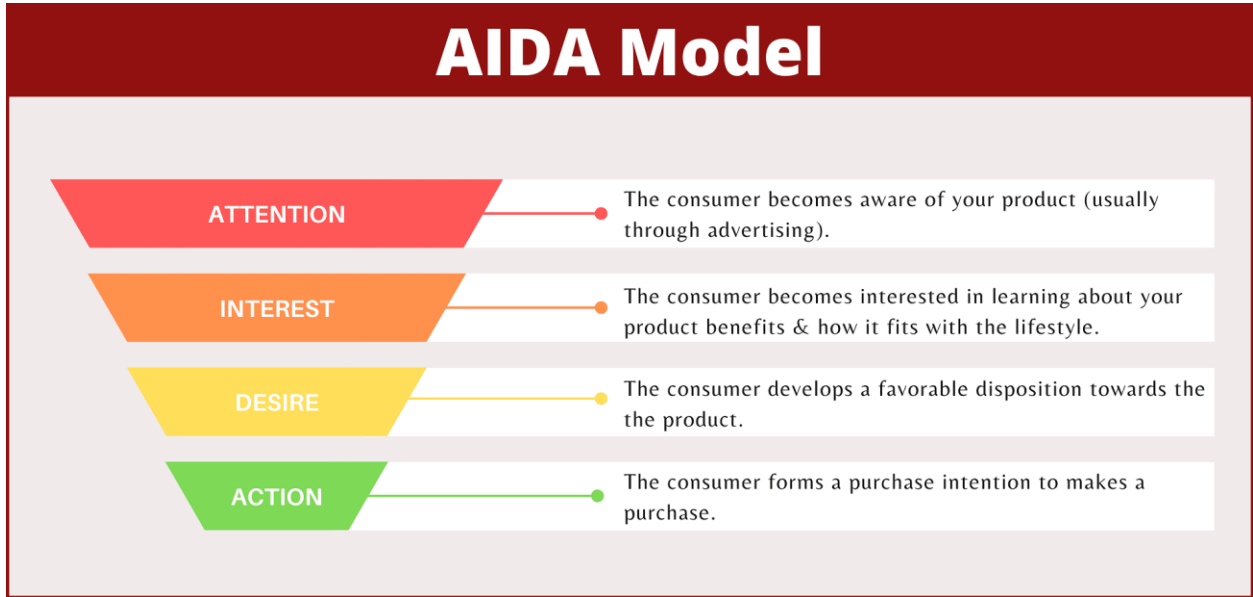 AIDA Model
ATTENTION
The consumer becomes aware of your product (usually
through advertising).
INTEREST
The consumer becomes interested in learning about your
product benefits & how it fits with the lifestyle.
DESIRE
The consumer develops a favorable disposition towards the
the product.
ACTION
The consumer forms a purchase intention to makes a
purchase.